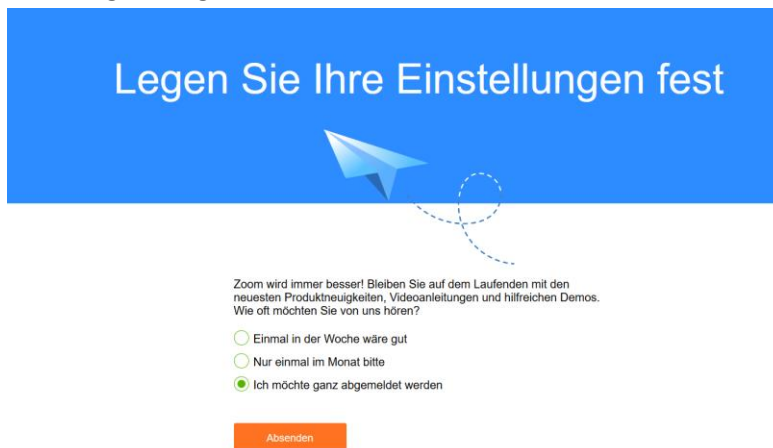 Legen Sie Ihre Einstellungen fest
Zoom wird immer besser! Bleiben Sie auf dem Laufenden mit den
neuesten Produktneuigkeiten, Videoanleitungen und hilfreichen Demos.
Wie oft möchten Sie von uns hören?
Einmal in der Woche wäre gut
Nur einmal im Monat bitte
Ich möchte ganz abgemeldet werden
Absenden